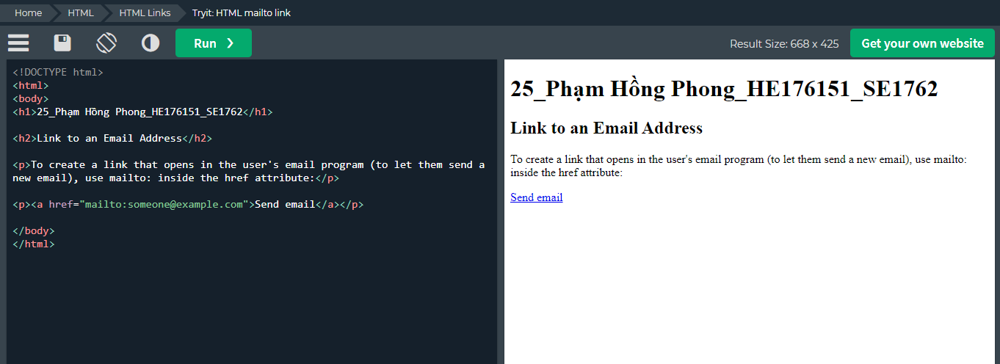 Home HTML HTML Links Tryit: HTML mailto link
Run ❯ Result Size: 668 x 425 Get your own website
<!DOCTYPE html>
<html>
<body>
<h1>25_Phạm Hồng Phong_HE176151_SE1762</h1>
<h2>Link to an Email Address</h2>
<p>To create a link that opens in the user's email program (to let them send a
new email), use mailto: inside the href attribute:</p>
<p><a href="mailto:someone@example.com">Send email</a></p>
</body>
</html>
25_Phạm Hồng Phong_HE176151_SE1762
Link to an Email Address
To create a link that opens in the user's email program (to let them send a new email), use mailto:
inside the href attribute:
Send email